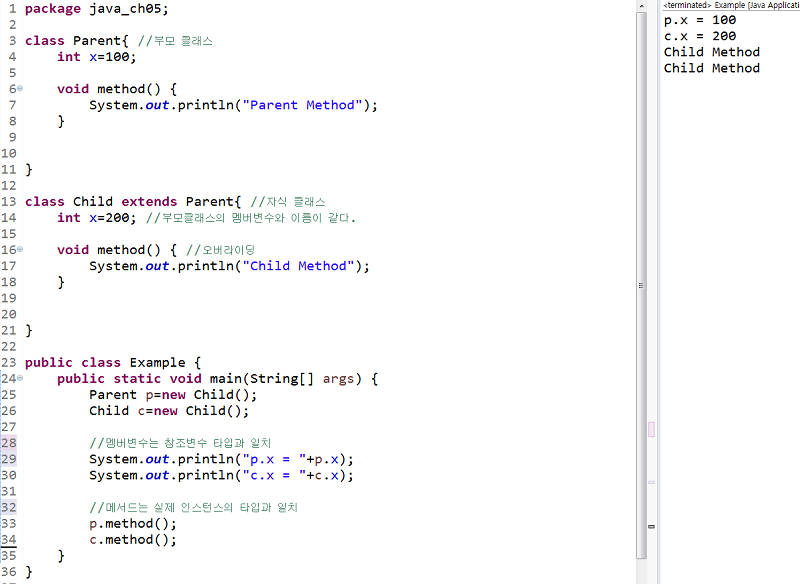 1 package java_ch05;
2
3 class Parent{ //부모 클래스
4 int x=100;
5
6 void method() {
7 System.out.println("Parent Method");
8 }
9
10
11 }
12
13 class Child extends Parent{ //자식 클래스
14 int x=200; //부모클래스의 멤버변수와 이름이 같다.
15
16 void method() { //오버라이딩
17 System.out.println("Child Method");
18 }
19
20
21 }
22
23 public class Example {
24 public static void main(String[] args) {
25 Parent p=new Child();
26 Child c=new Child();
27
28 //멤버변수는 참조변수 타입과 일치
29 System.out.println("p.x = "+p.x);
30 System.out.println("c.x = "+c.x);
31
32 //메서드는 실제 인스턴스의 타입과 일치
33 p.method();
34 c.method();
35 }
36 }
<terminated> Example [Java Applicati
p.x = 100
c.x = 200
Child Method
Child Method